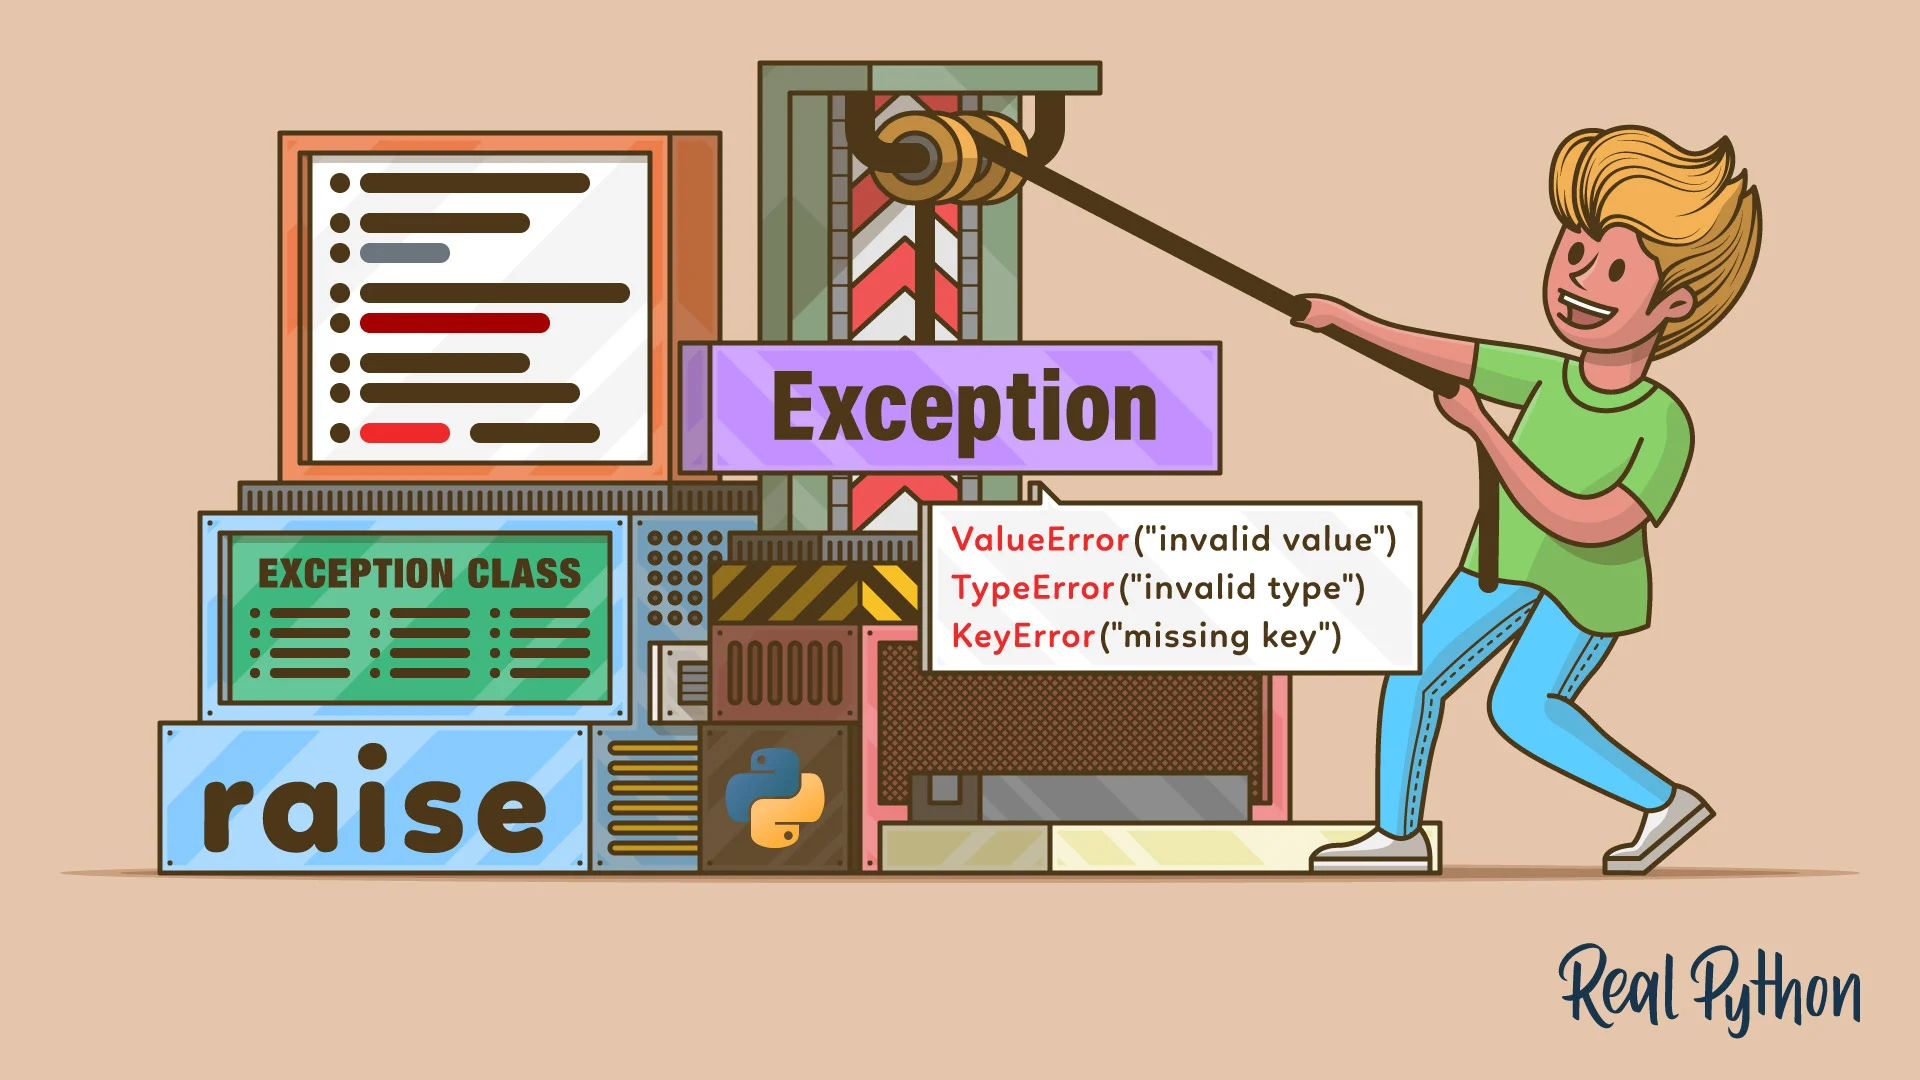 Exception
ValueError("invalid value")
TypeError("invalid type")
KeyError("missing key")
EXCEPTION CLASS
raise
Real Python